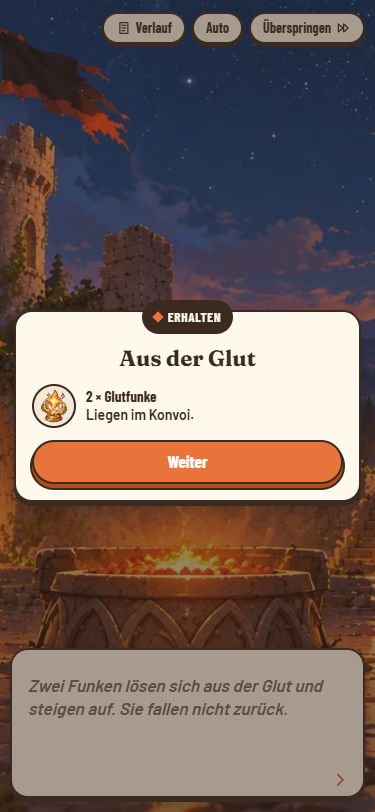 Verlauf
Auto
Überspringen
ERHALTEN
Aus der Glut
2 × Glutfunke
Liegen im Konvoi.
Weiter
Zwei Funken lösen sich aus der Glut und
steigen auf. Sie fallen nicht zurück.